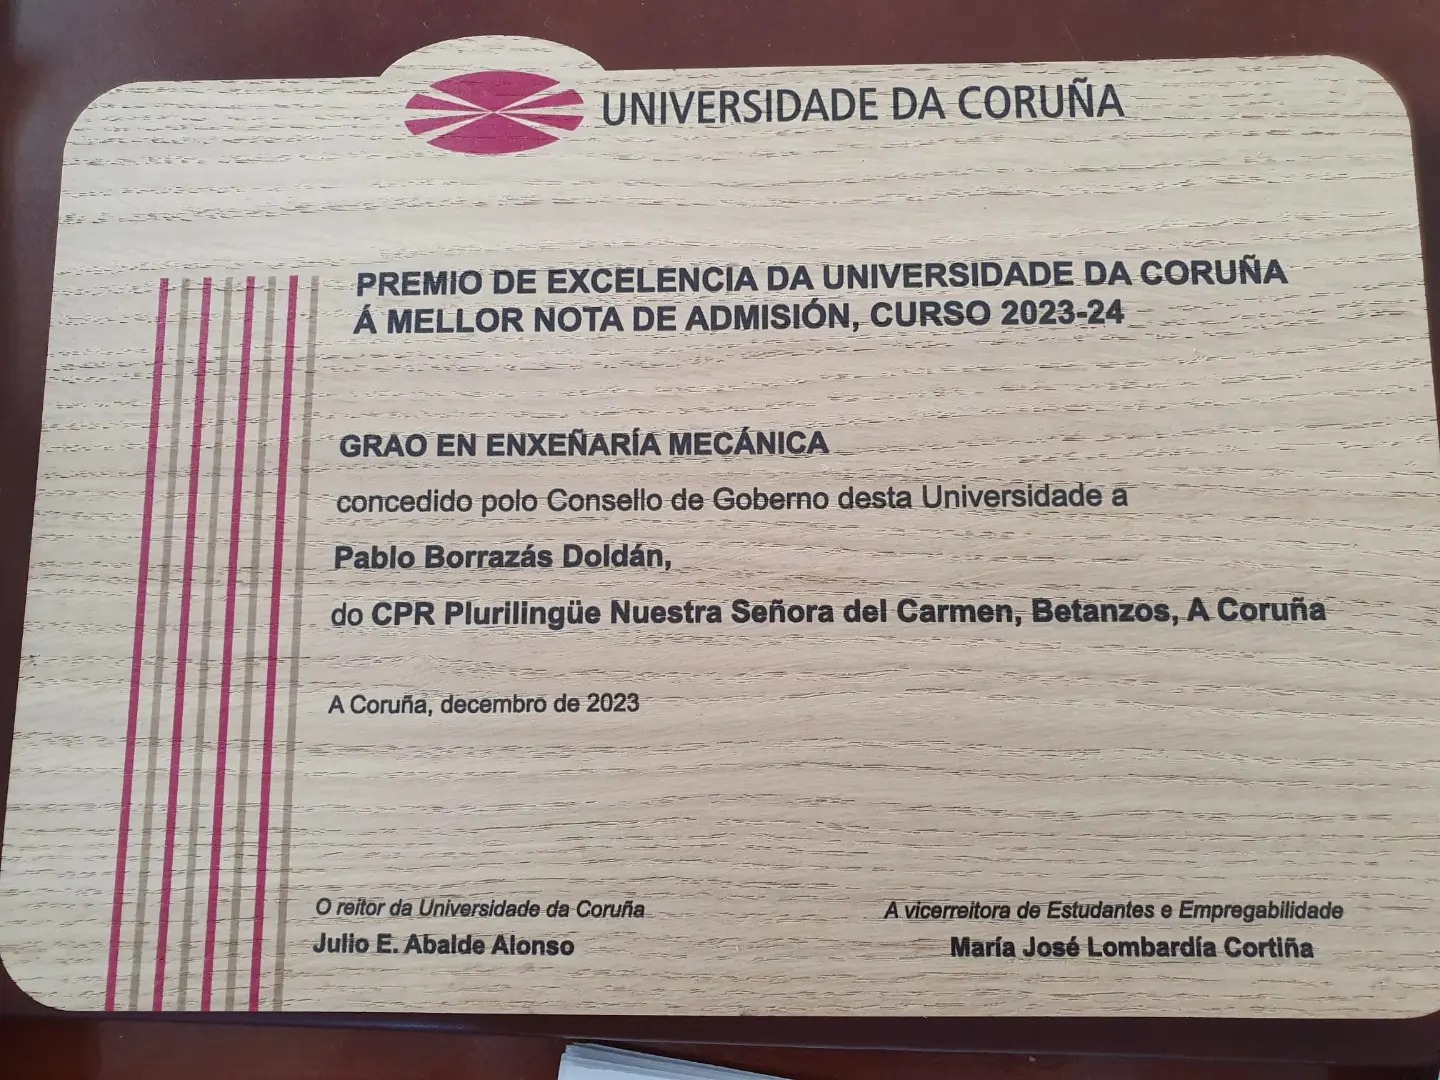 UNIVERSIDADE DA CORUÑA
PREMIO DE EXCELENCIA DA UNIVERSIDADE DA CORUÑA
Á MELLOR NOTA DE ADMISIÓN, CURSO 2023-24
GRAO EN ENXEÑARÍA MECÁNICA
concedido polo Consello de Goberno desta Universidade a
Pablo Borrazás Doldán,
do CPR Plurilingüe Nuestra Señora del Carmen, Betanzos, A Coruña
A Coruña, decembro de 2023
O reitor da Universidade da Coruña
Julio E. Abalde Alonso
A vicerreitora de Estudantes e Empregabilidade
María José Lombardía Cortiña